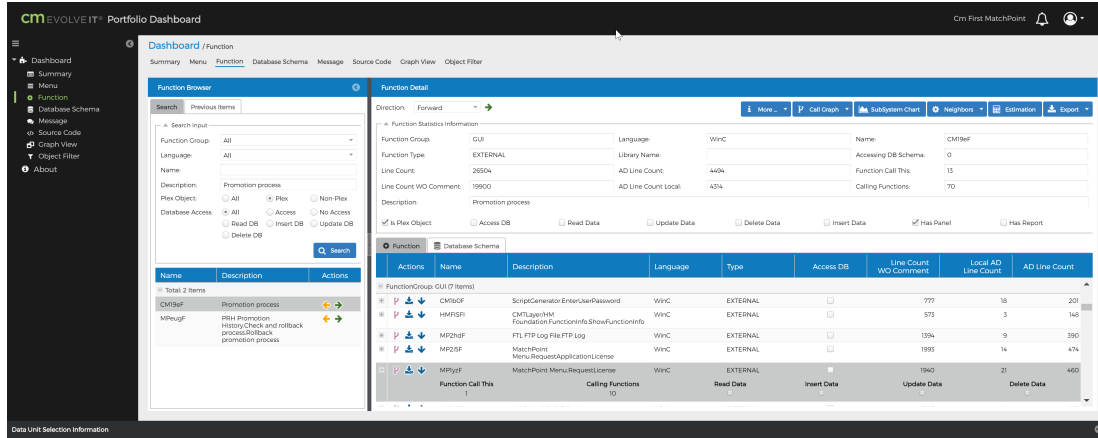 cm EVOLVE IT® Portfolio Dashboard
Cm First MatchPoint
Dashboard
Summary
Menu
Function
Database Schema
Message
Source Code
Graph View
Object Filter
About
Dashboard / Function
Summary Menu Function Database Schema Message Source Code Graph View Object Filter
Function Browser
Search Previous Items
Search Input
Function Group: All
Language: All
Name:
Description: Promotion process
Plex Object: All Plex Non-Plex
Database Access: All Access No Access
Read DB Insert DB Update DB
Delete DB
Search
Name Description Actions
Total: 2 Items
CM19eF Promotion process
MPeugF PRH Promotion
History.Check and rollback
process.Rollback
promotion process
Function Detail
Direction: Forward
More ... Call Graph SubSystem Chart Neighbors Estimation Export
Function Statistics Information
Function Group: GUI Language: WinC Name: CM19eF
Function Type: EXTERNAL Library Name: Accessing DB Schema: 0
Line Count: 26504 AD Line Count: 4494 Function Call This: 13
Line Count WO Comment: 19900 AD Line Count Local: 4314 Calling Functions: 70
Description: Promotion process
Is Plex Object Access DB Read Data Update Data Delete Data Insert Data Has Panel Has Report
Function Database Schema
Actions Name Description Language Type Access DB Line Count WO Comment Local AD Line Count AD Line Count
FunctionGroup: GUI (7 Items)
CM1bOF ScriptGenerator.EnterUserPassword WinC EXTERNAL 777 18 201
HMFISFI CMTLayer/HM
Foundation.FunctionInfo.ShowFunctionInfo WinC EXTERNAL 573 3 148
MP2hdF FTL FTP Log File.FTP Log WinC EXTERNAL 1394 9 390
MP2i5F MatchPoint
Menu.RequestApplicationLicense WinC EXTERNAL 1993 14 474
MP1yzF MatchPoint Menu.RequestLicense WinC EXTERNAL 1940 21 460
Function Call This Calling Functions Read Data Insert Data Update Data Delete Data
1 10
Data Unit Selection Information